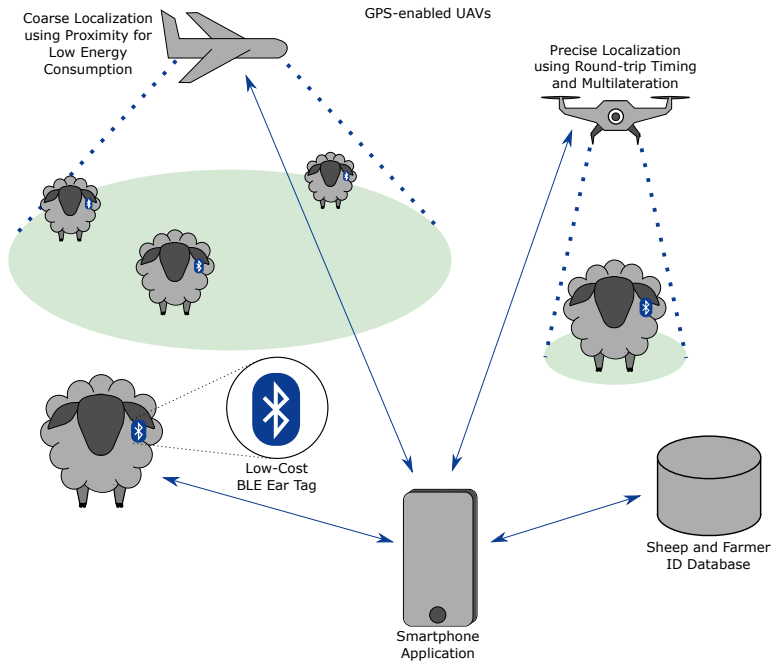 GPS-enabled UAVs
Coarse Localization
using Proximity for
Low Energy
Consumption
Precise Localization
using Round-trip Timing
and Multilateration
Low-Cost
BLE Ear Tag
Sheep and Farmer
ID Database
Smartphone
Application